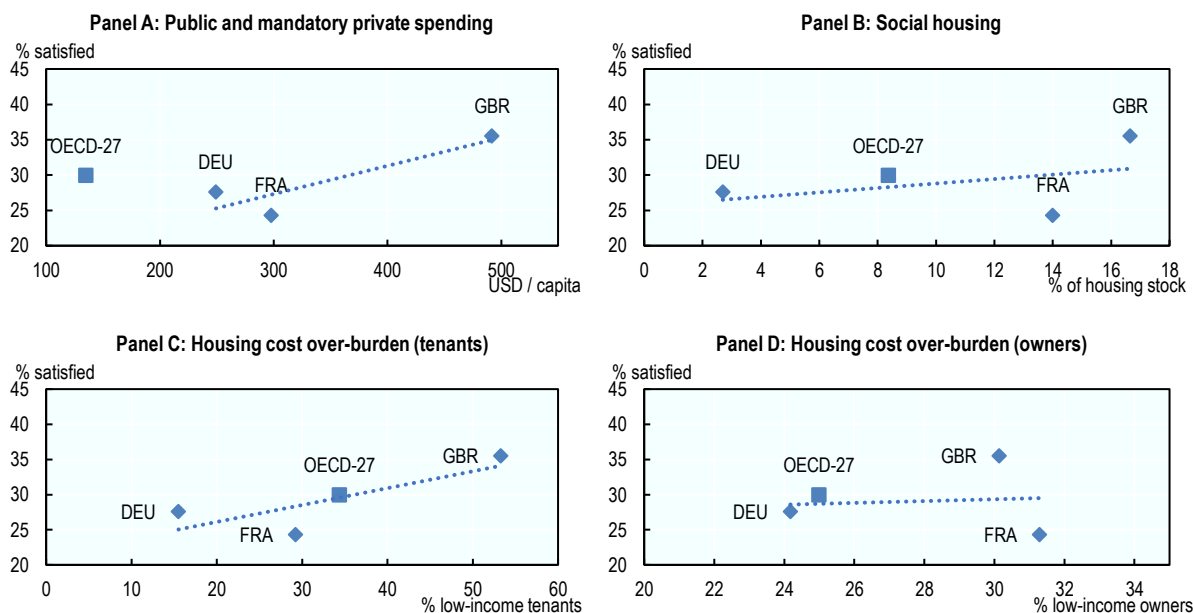 Panel A: Public and mandatory private spending
% satisfied
45
40
35
30
25
20
GBR
OECD-27
DEU
FRA
100 200 300 400 500
USD / capita
Panel B: Social housing
% satisfied
45
40
35
30
25
20
GBR
OECD-27
DEU
FRA
0 2 4 6 8 10 12 14 16 18
% of housing stock
Panel C: Housing cost over-burden (tenants)
% satisfied
45
40
35
30
25
20
GBR
OECD-27
DEU
FRA
0 10 20 30 40 50 60
% low-income tenants
Panel D: Housing cost over-burden (owners)
% satisfied
45
40
35
30
25
20
GBR
OECD-27
DEU
FRA
20 22 24 26 28 30 32 34
% low-income owners